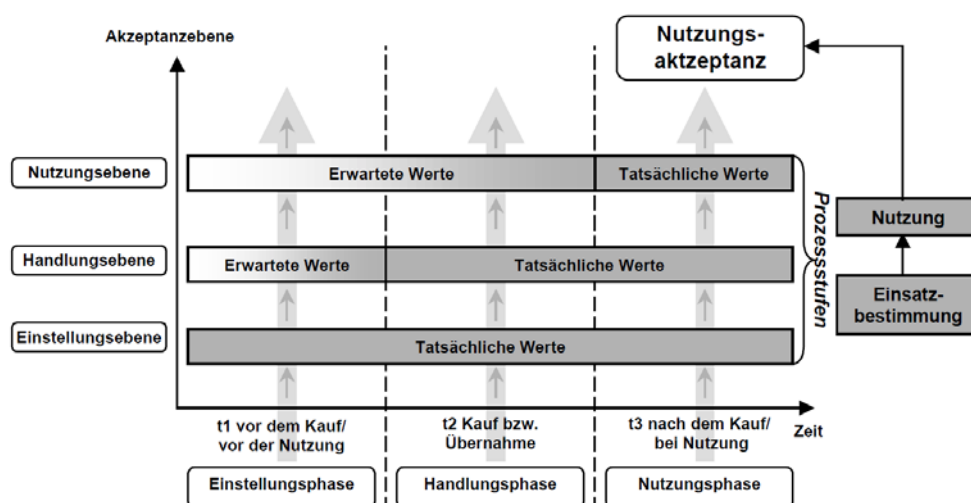 Akzeptanzebene
Nutzungs-
aktzeptanz
Nutzungsebene
Erwartete Werte
Tatsächliche Werte
Handlungsebene
Erwartete Werte
Tatsächliche Werte
Einstellungsebene
Tatsächliche Werte
Prozessstufen
Nutzung
Einsatz-
bestimmung
t1 vor dem Kauf/
vor der Nutzung
t2 Kauf bzw.
Übernahme
t3 nach dem Kauf/
bei Nutzung
Zeit
Einstellungsphase
Handlungsphase
Nutzungsphase